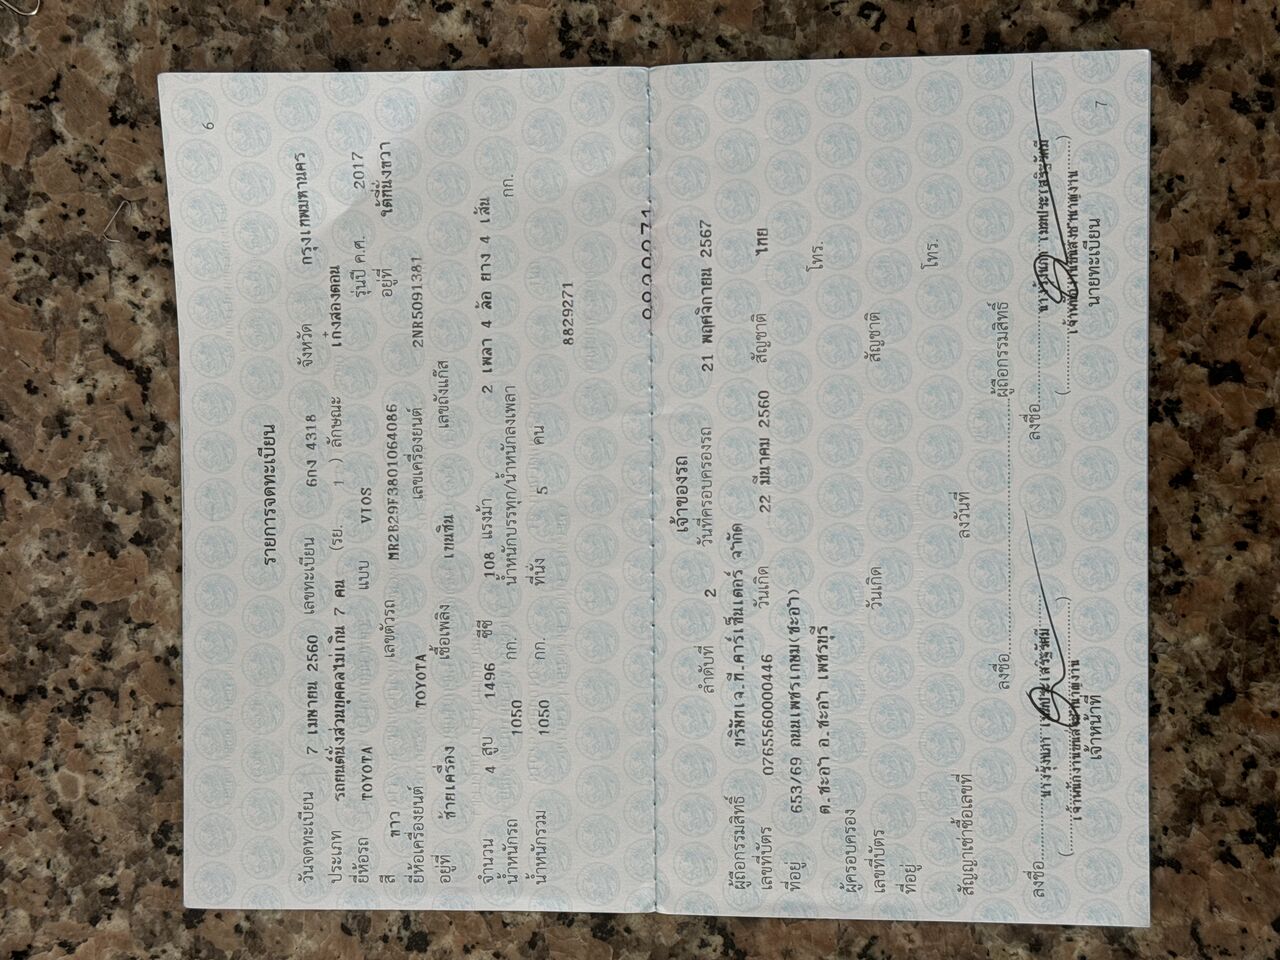 6
รายการจดทะเบียน
วันจดทะเบียน 7 เมษายน 2560 เลขทะเบียน 6กง 4318 จังหวัด กรุงเทพมหานคร
ประเภท รถยนต์นั่งส่วนบุคคลไม่เกิน 7 คน (รย. 1 ) ลักษณะ เก๋งสองตอน
ยี่ห้อรถ TOYOTA แบบ VIOS รุ่นปี ค.ศ. 2017
สี ขาว เลขตัวรถ MR2B29F3801064086 อยู่ที่ ใต้ที่นั่งขวา
ยี่ห้อเครื่องยนต์ TOYOTA เลขเครื่องยนต์ 2NR5091381
อยู่ที่ ซ้ายเครื่อง เชื้อเพลิง เบนซิน เลขถังแก๊ส
จำนวน 4 สูบ 1496 ซีซี 108 แรงม้า 2 เพลา 4 ล้อ ยาง 4 เส้น
น้ำหนักรถ 1050 กก. น้ำหนักบรรทุก/น้ำหนักลงเพลา กก.
น้ำหนักรวม 1050 กก. ที่นั่ง 5 คน
8829271
เจ้าของรถ
ลำดับที่ 2 วันที่ครอบครองรถ 21 พฤศจิกายน 2567
ผู้ถือกรรมสิทธิ์ บริษัทเจ.ที.คาร์เซ็นเตอร์ จำกัด
เลขที่บัตร 0765560000446 วันเกิด 22 มีนาคม 2560 สัญชาติ ไทย
ที่อยู่ 653/69 ถนนเพชรเกษม(ชะอำ) โทร.
ต.ชะอำ อ.ชะอำ เพชรบุรี
ผู้ครอบครอง
เลขที่บัตร วันเกิด สัญชาติ
ที่อยู่ โทร.
สัญญาเช่าซื้อเลขที่ ลงวันที่
ลงชื่อ ผู้ถือกรรมสิทธิ์
ลงชื่อ ลงชื่อ
เจ้าหน้าที่ นายทะเบียน
7